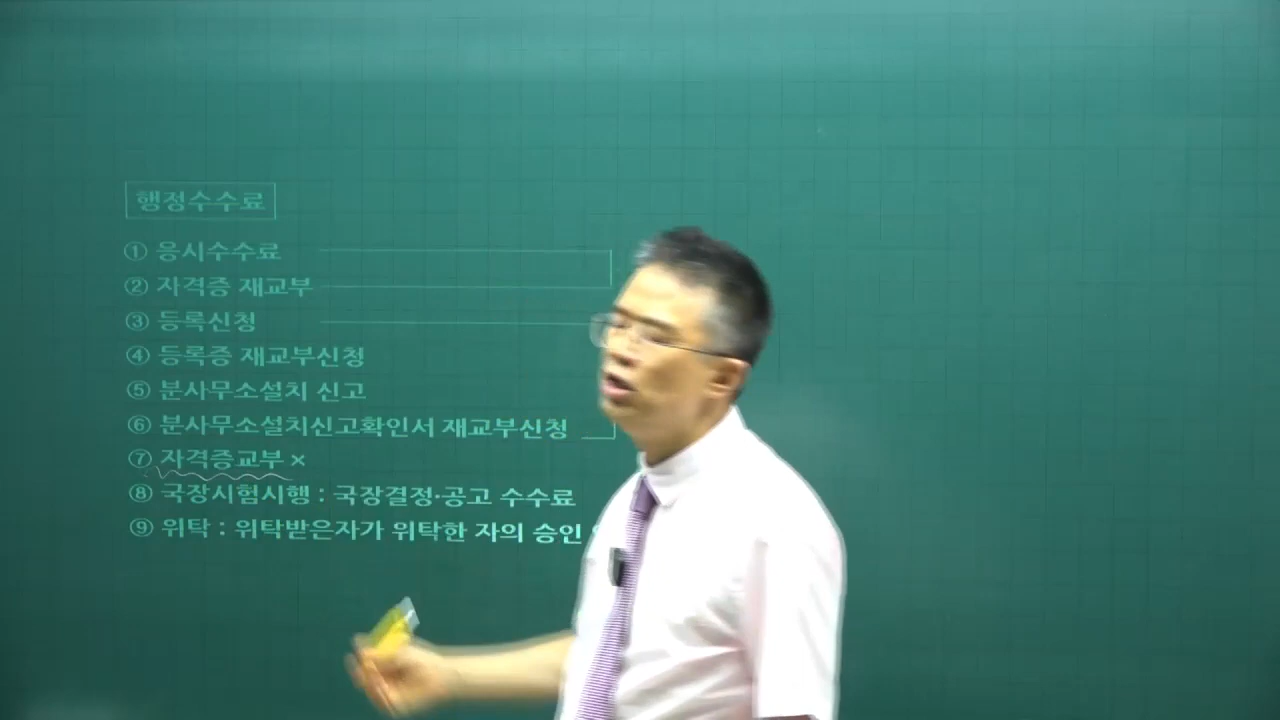 행정수수료
① 응시수수료
② 자격증 재교부
③ 등록신청
④ 등록증 재교부신청
⑤ 분사무소설치 신고
⑥ 분사무소설치신고확인서 재교부신청
⑦ 자격증교부 ×
⑧ 국장시험시행 : 국장결정·공고 수수료
⑨ 위탁 : 위탁받은자가 위탁한 자의 승인